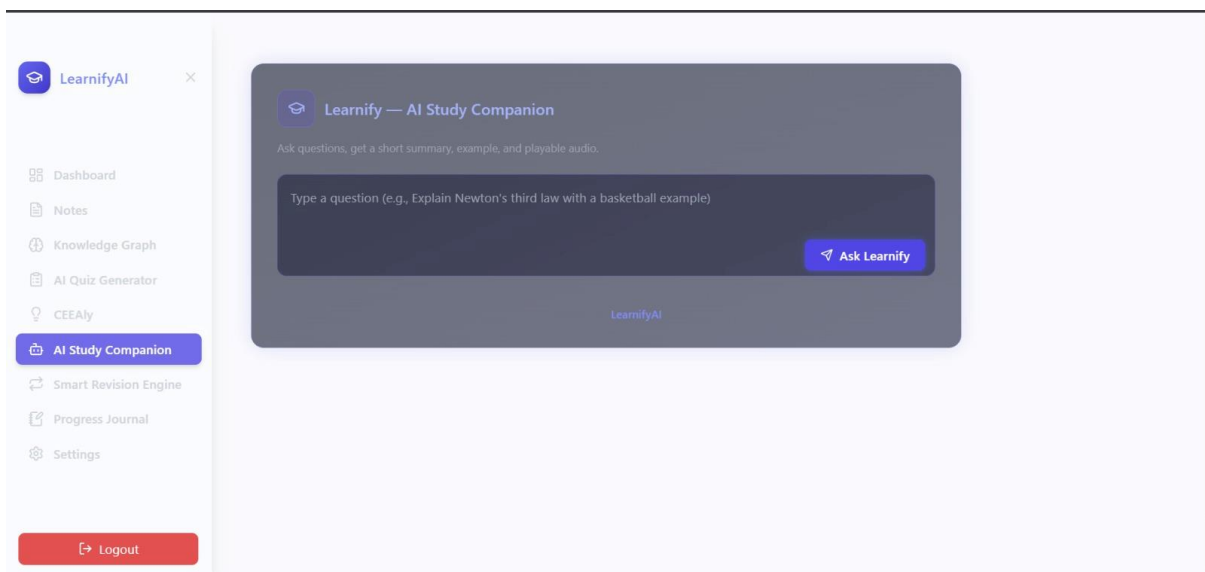 LearnifyAI
Dashboard
Notes
Knowledge Graph
AI Quiz Generator
CEEAly
AI Study Companion
Smart Revision Engine
Progress Journal
Settings
Logout
Learnify — AI Study Companion
Ask questions, get a short summary, example, and playable audio.
Type a question (e.g., Explain Newton's third law with a basketball example)
Ask Learnify
LearnifyAI